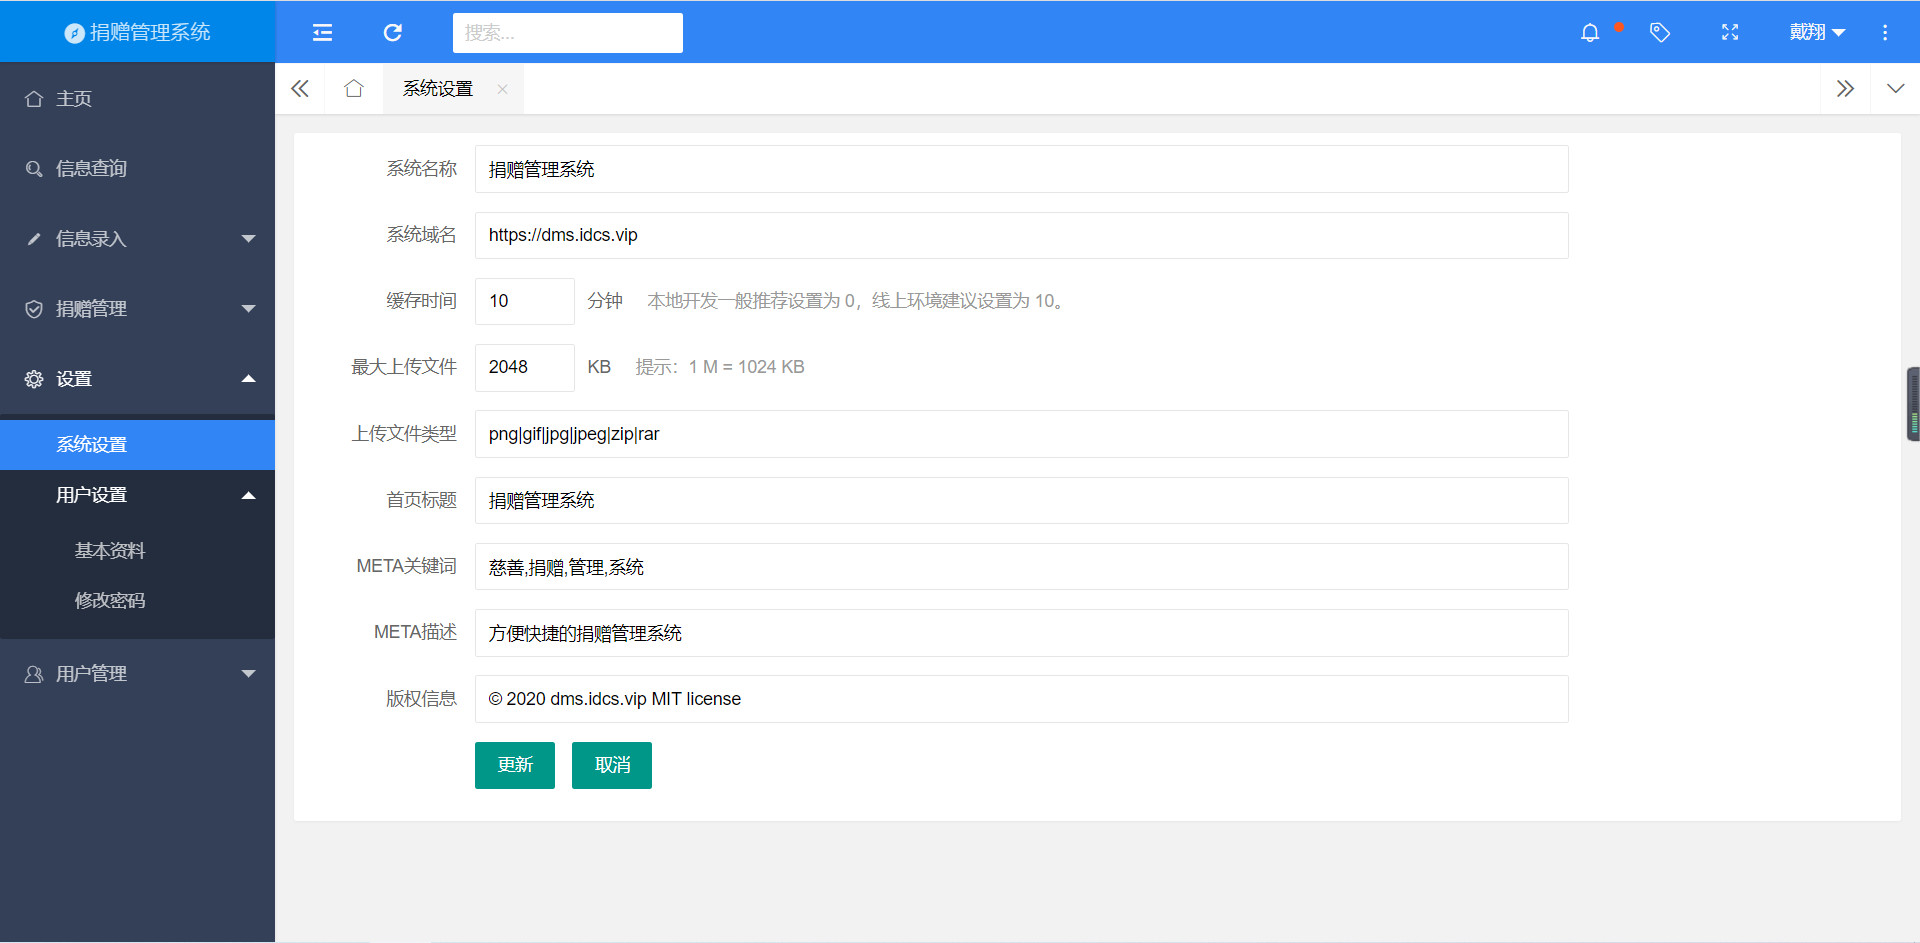 捐赠管理系统
搜索...
戴翔
主页
信息查询
信息录入
捐赠管理
设置
系统设置
用户设置
基本资料
修改密码
用户管理
系统设置
系统名称 捐赠管理系统
系统域名 https://dms.idcs.vip
缓存时间 10 分钟 本地开发一般推荐设置为 0，线上环境建议设置为 10。
最大上传文件 2048 KB 提示：1 M = 1024 KB
上传文件类型 png|gif|jpg|jpeg|zip|rar
首页标题 捐赠管理系统
META关键词 慈善,捐赠,管理,系统
META描述 方便快捷的捐赠管理系统
版权信息 © 2020 dms.idcs.vip MIT license
更新 取消